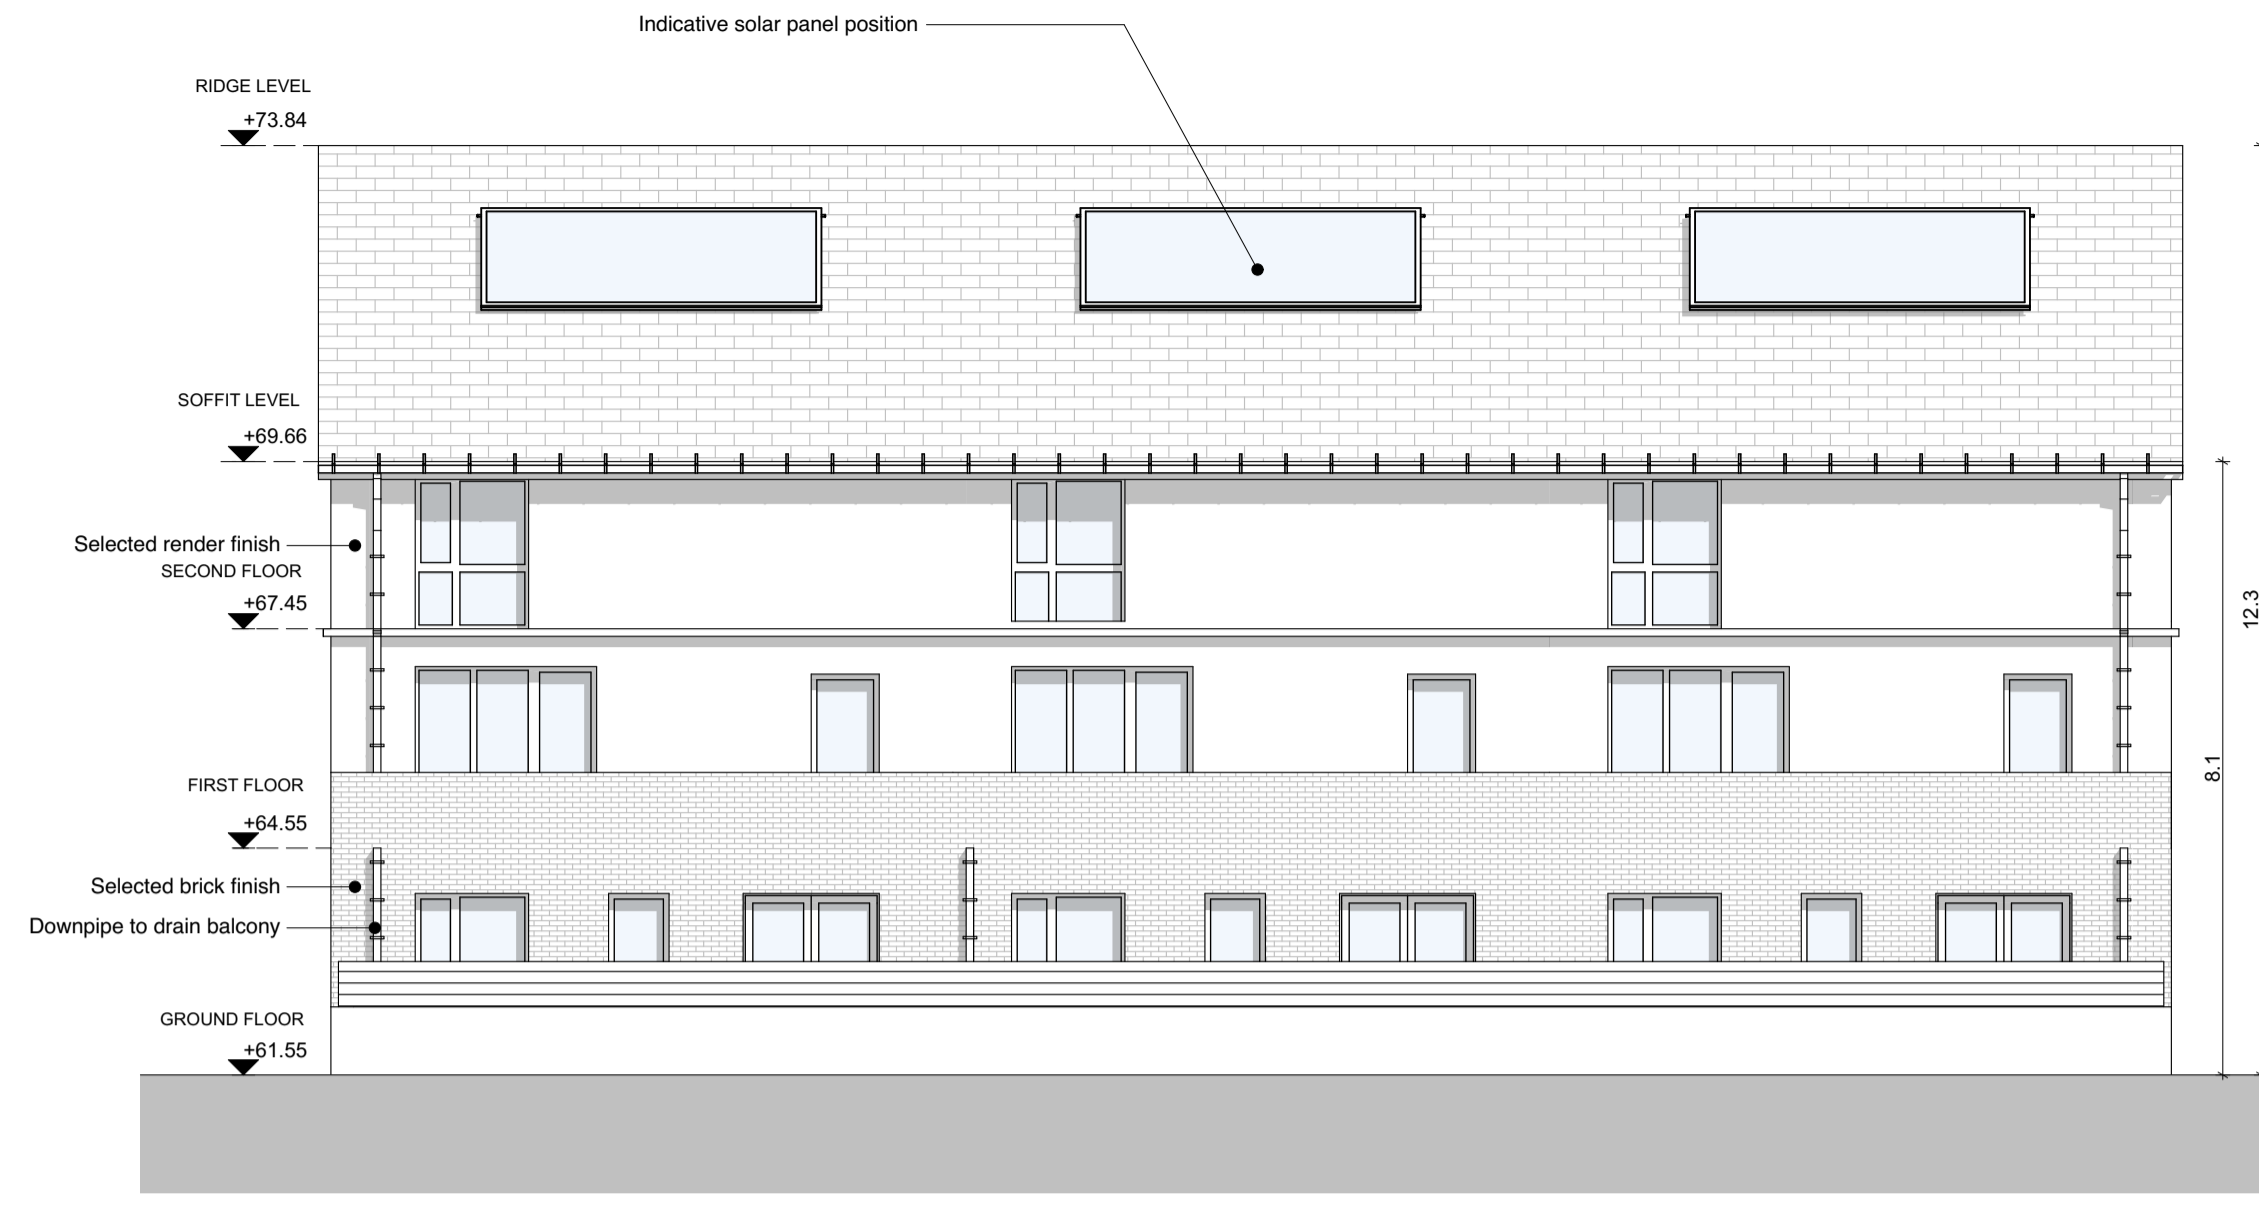 Indicative solar panel position
RIDGE LEVEL
+73.84
SOFFIT LEVEL
+69.66
Selected render finish
SECOND FLOOR
+67.45
12.3
8.1
FIRST FLOOR
+64.55
Selected brick finish
Downpipe to drain balcony
GROUND FLOOR
+61.55